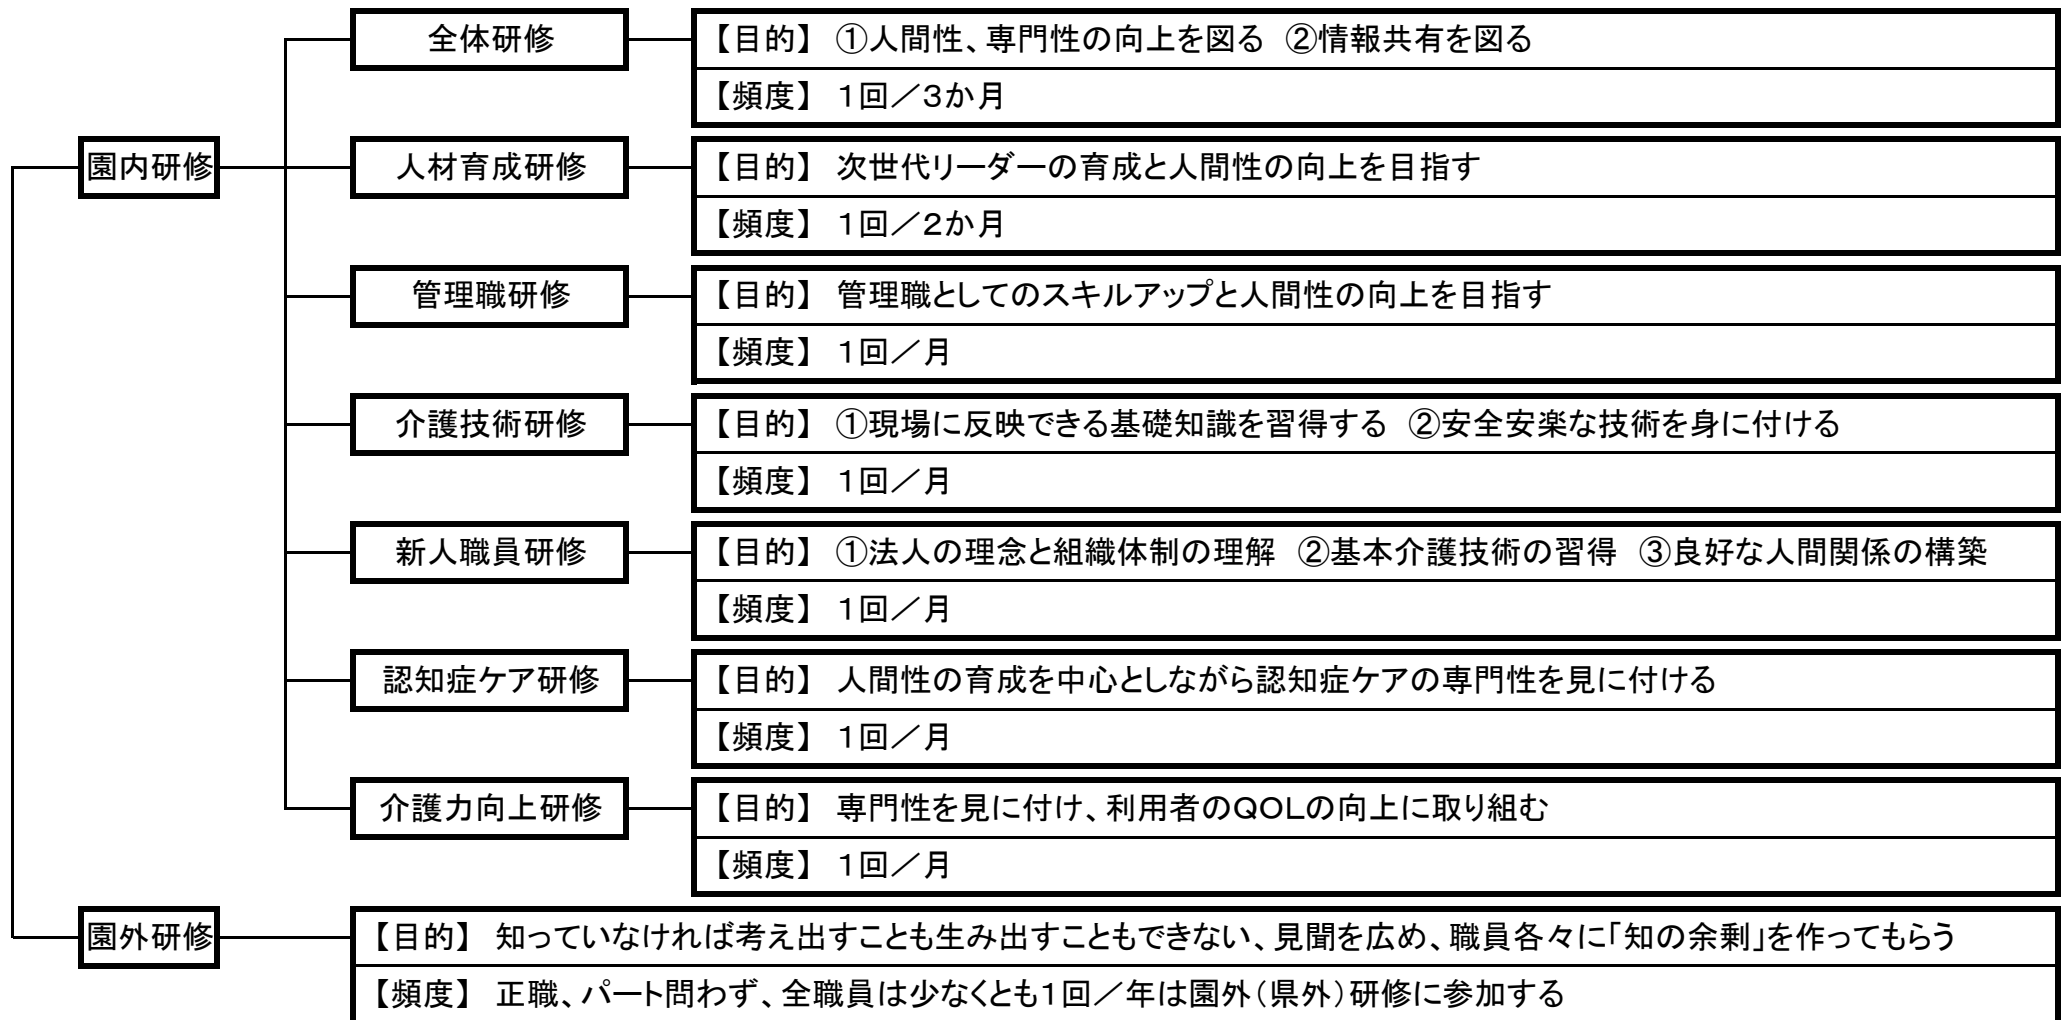 全体研修
【目的】 ①人間性、専門性の向上を図る ②情報共有を図る
【頻度】 1回／3か月
園内研修
人材育成研修
【目的】 次世代リーダーの育成と人間性の向上を目指す
【頻度】 1回／2か月
管理職研修
【目的】 管理職としてのスキルアップと人間性の向上を目指す
【頻度】 1回／月
介護技術研修
【目的】 ①現場に反映できる基礎知識を習得する ②安全安楽な技術を身に付ける
【頻度】 1回／月
新人職員研修
【目的】 ①法人の理念と組織体制の理解 ②基本介護技術の習得 ③良好な人間関係の構築
【頻度】 1回／月
認知症ケア研修
【目的】 人間性の育成を中心としながら認知症ケアの専門性を見に付ける
【頻度】 1回／月
介護力向上研修
【目的】 専門性を見に付け、利用者のQOLの向上に取り組む
【頻度】 1回／月
園外研修
【目的】 知っていなければ考え出すことも生み出すこともできない、見聞を広め、職員各々に「知の余剰」を作ってもらう
【頻度】 正職、パート問わず、全職員は少なくとも1回／年は園外（県外）研修に参加する